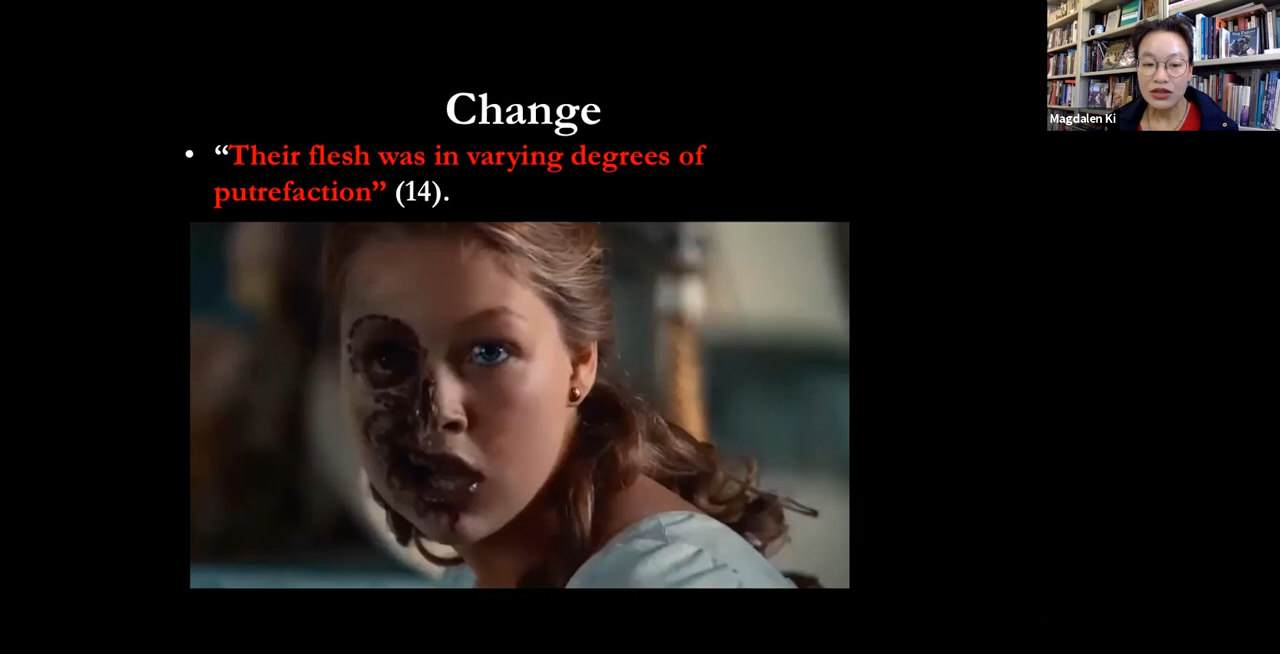 Change
• “Their flesh was in varying degrees of
putrefaction” (14).
Magdalen Ki